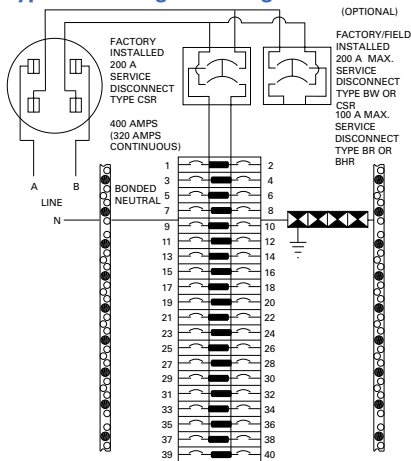 (OPTIONAL)
FACTORY
INSTALLED
200 A
SERVICE
DISCONNECT
TYPE CSR
400 AMPS
(320 AMPS
CONTINUOUS)
FACTORY/FIELD
INSTALLED
200 A MAX.
SERVICE
DISCONNECT
TYPE BW OR
CSR
100 A MAX.
SERVICE
DISCONNECT
TYPE BR OR
BHR
A B
LINE
N
BONDED
NEUTRAL
1 2
3 4
5 6
7 8
9 10
11 12
13 14
15 16
17 18
19 20
21 22
23 24
25 26
27 28
29 30
31 32
33 34
35 36
37 38
39 40